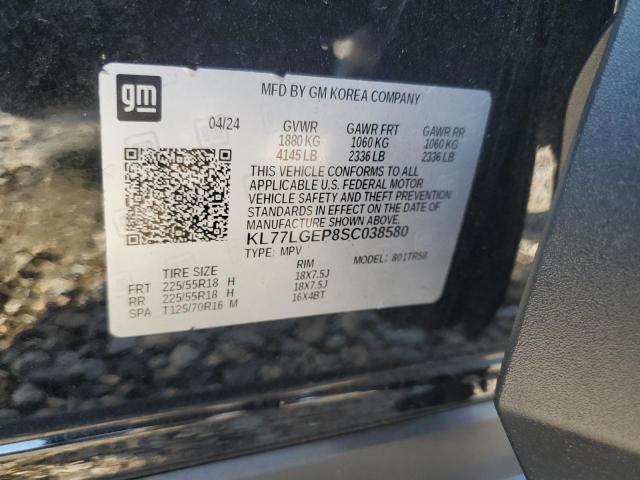 gm
MFD BY GM KOREA COMPANY
04/24 GVWR GAWR FRT GAWR RR
1880 KG 1060 KG 1060 KG
4145 LB 2336 LB 2336 LB
THIS VEHICLE CONFORMS TO ALL
APPLICABLE U.S. FEDERAL MOTOR
VEHICLE SAFETY AND THEFT PREVENTION
STANDARDS IN EFFECT ON THE DATE OF
MANUFACTURE SHOWN ABOVE.
KL77LGEP8SC038580
TYPE: MPV MODEL: 801TR58
TIRE SIZE RIM
FRT 225/55R18 H 18X7.5J
RR 225/55R18 H 18X7.5J
SPA T125/70R16 M 16X4BT